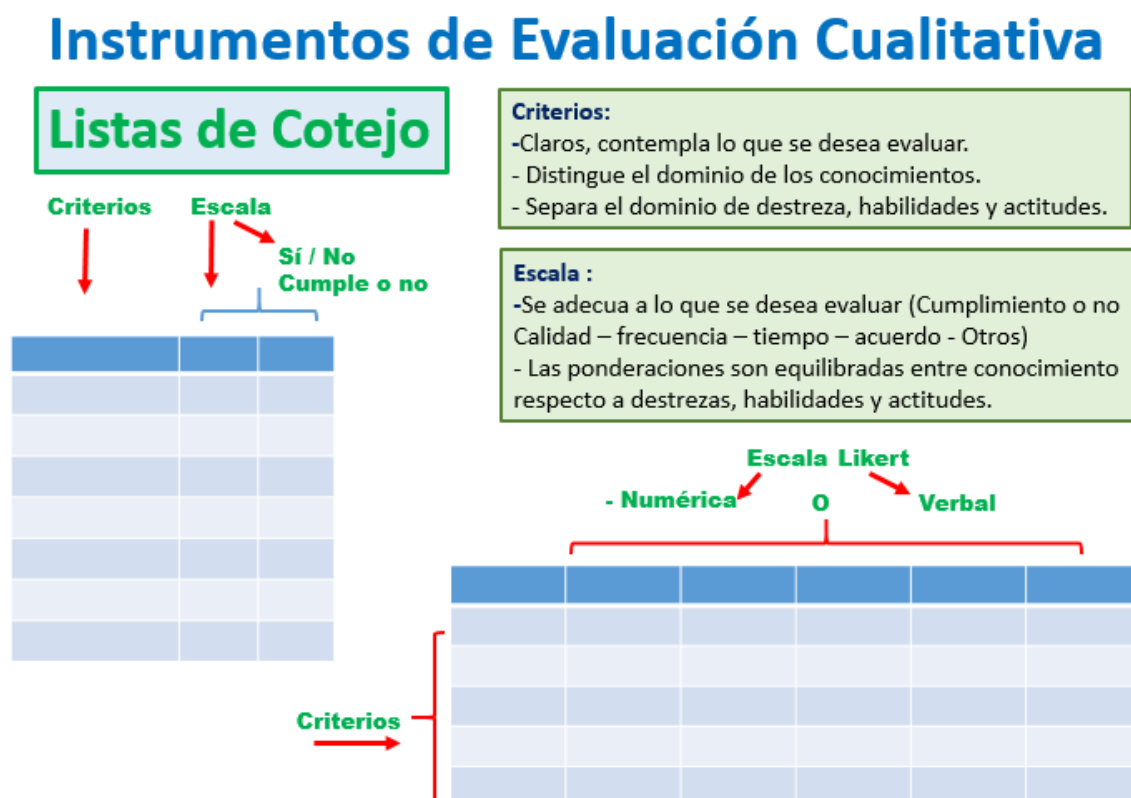 Instrumentos de Evaluación Cualitativa
Listas de Cotejo
Criterios
Escala
Sí / No
Cumple o no
Criterios:
-Claros, contempla lo que se desea evaluar.
- Distingue el dominio de los conocimientos.
- Separa el dominio de destreza, habilidades y actitudes.
Escala :
-Se adecua a lo que se desea evaluar (Cumplimiento o no
Calidad – frecuencia – tiempo – acuerdo - Otros)
- Las ponderaciones son equilibradas entre conocimiento
respecto a destrezas, habilidades y actitudes.
Escala Likert
- Numérica O Verbal
Criterios